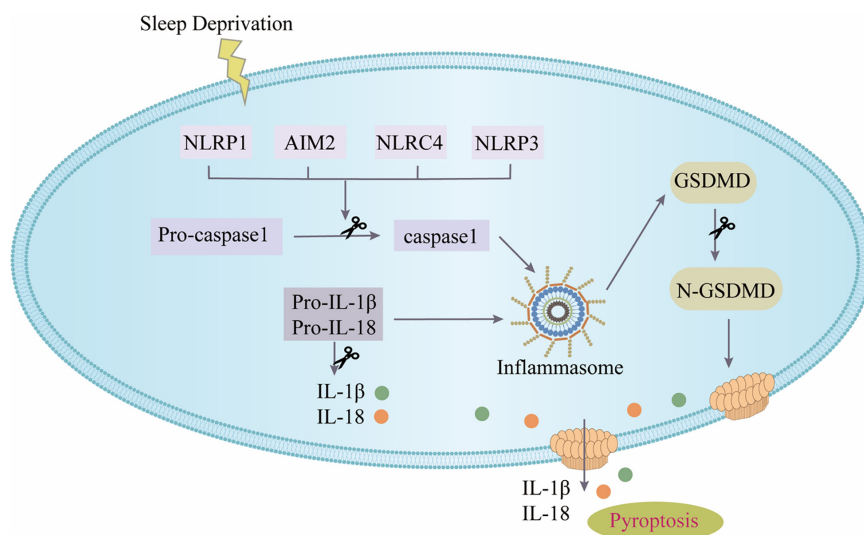 Sleep Deprivation
NLRP1
AIM2
NLRC4
NLRP3
GSDMD
Pro-caspase1
caspase1
N-GSDMD
Pro-IL-1β
Pro-IL-18
Inflammasome
IL-1β
IL-18
IL-1β
IL-18
Pyroptosis